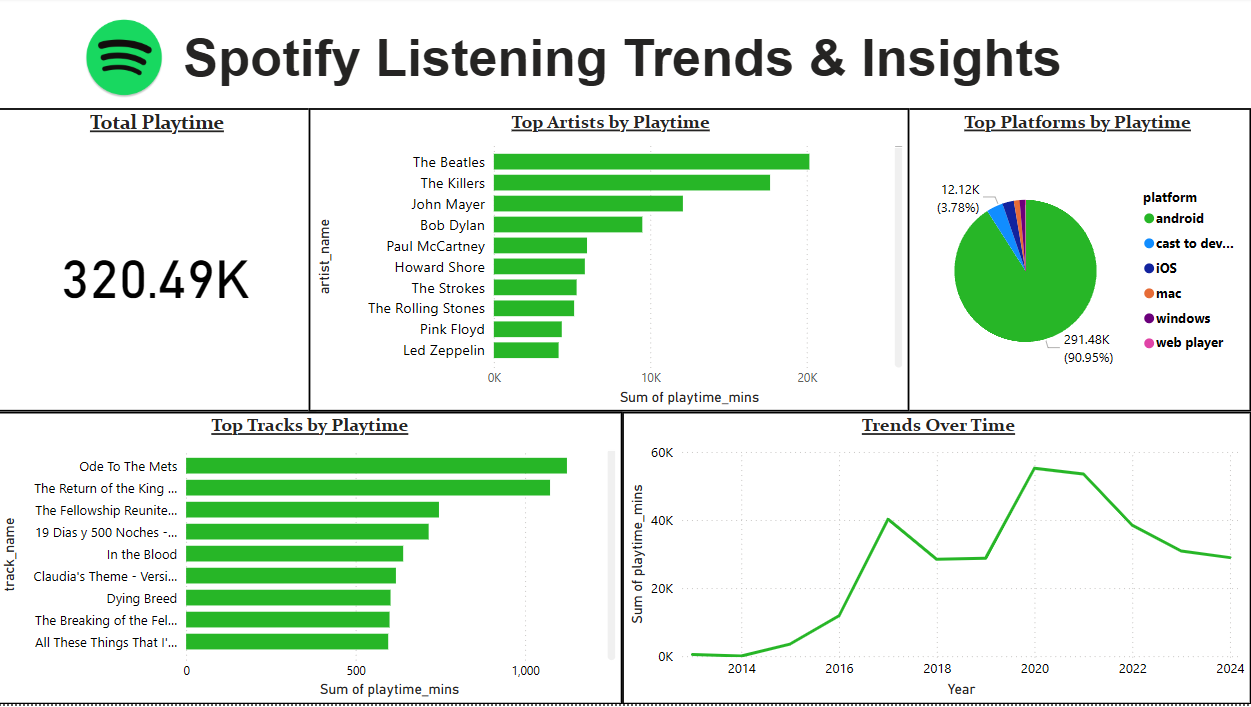 Spotify Listening Trends & Insights
Total Playtime
320.49K
Top Artists by Playtime
artist_name
The Beatles
The Killers
John Mayer
Bob Dylan
Paul McCartney
Howard Shore
The Strokes
The Rolling Stones
Pink Floyd
Led Zeppelin
0K 10K 20K
Sum of playtime_mins
Top Platforms by Playtime
12.12K
(3.78%)
291.48K
(90.95%)
platform
android
cast to dev...
iOS
mac
windows
web player
Top Tracks by Playtime
track_name
Ode To The Mets
The Return of the King ...
The Fellowship Reunite...
19 Dias y 500 Noches -...
In the Blood
Claudia's Theme - Versi...
Dying Breed
The Breaking of the Fel...
All These Things That I'...
0 500 1,000
Sum of playtime_mins
Trends Over Time
Sum of playtime_mins
60K
40K
20K
0K
2014 2016 2018 2020 2022 2024
Year